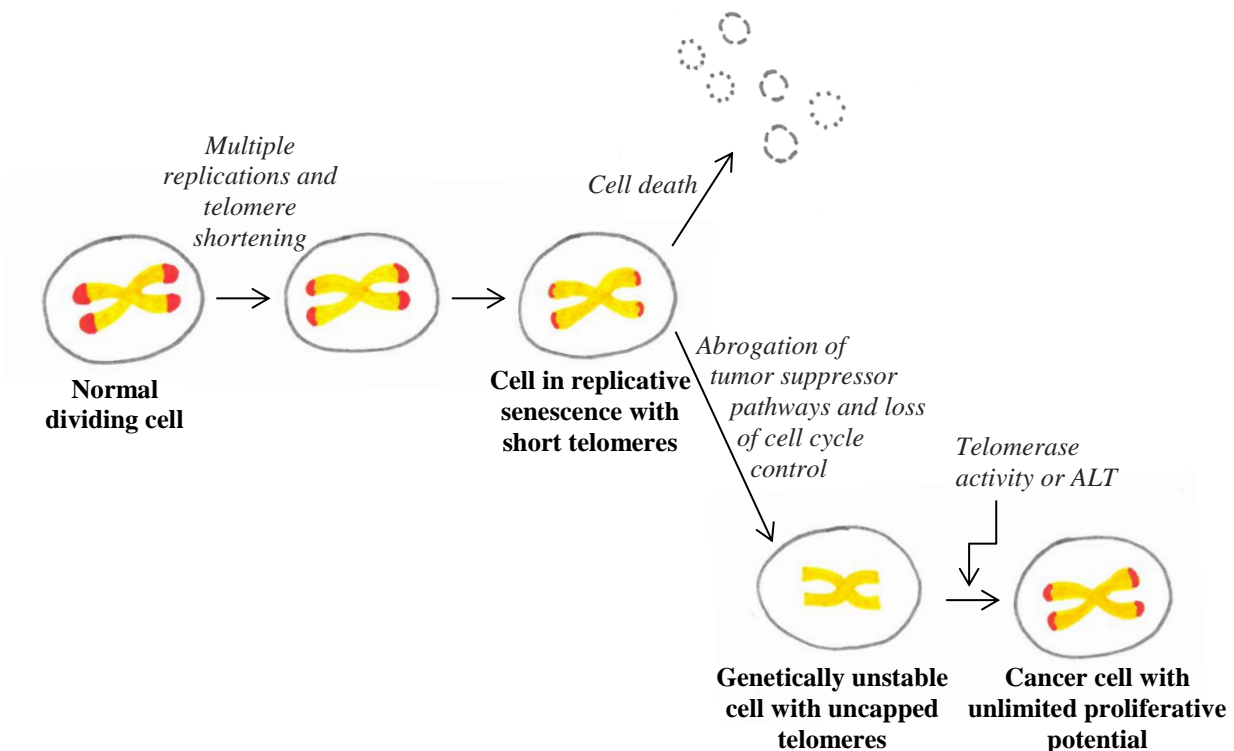 Multiple
replications and
telomere
shortening
Cell death
Normal
dividing cell
Cell in replicative
senescence with
short telomeres
Abrogation of
tumor suppressor
pathways and loss
of cell cycle
control
Telomerase
activity or ALT
Genetically unstable
cell with uncapped
telomeres
Cancer cell with
unlimited proliferative
potential